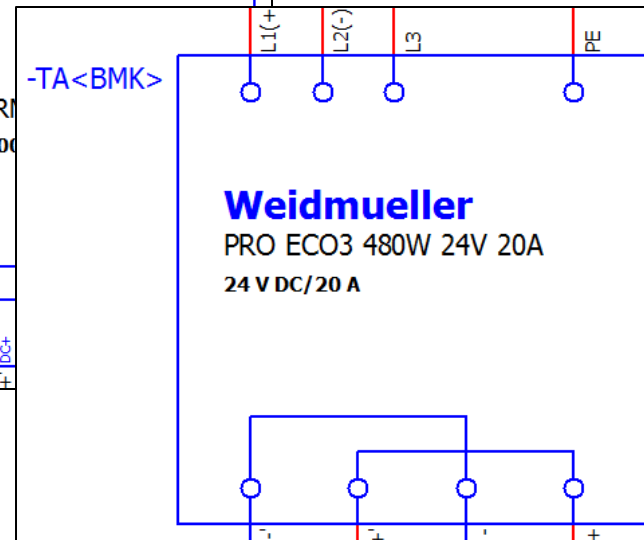 L1(+
L2(-)
L3
PE
-TA<BMK>
Weidmueller
PRO ECO3 480W 24V 20A
24 V DC/20 A
DC+
+
-
+
-
+